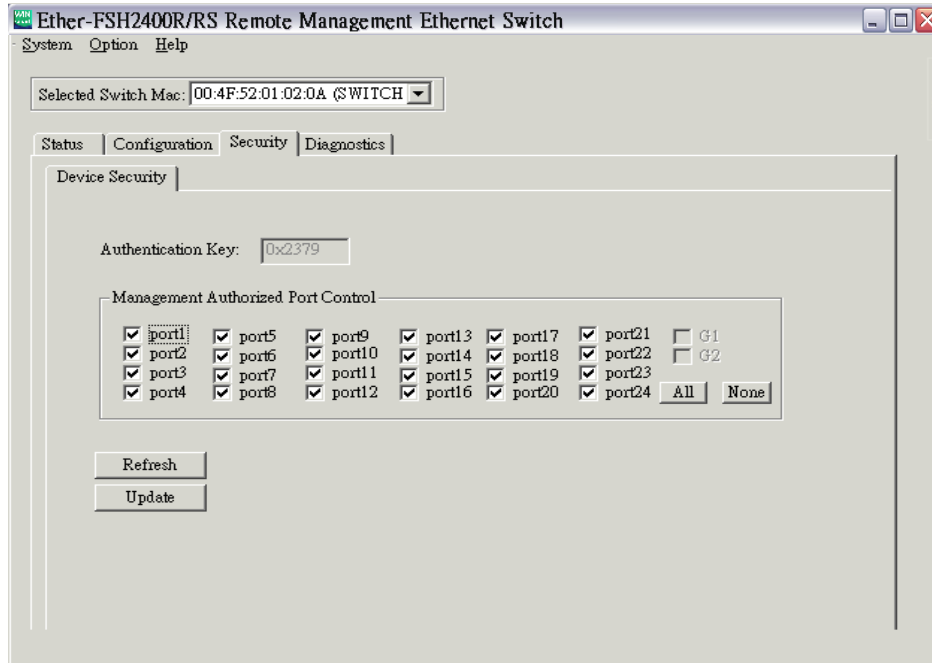 Ether-FSH2400R/RS Remote Management Ethernet Switch
System Option Help
Selected Switch Mac: 00:4F:52:01:02:0A (SWITCH
Status Configuration Security Diagnostics
Device Security
Authentication Key: 0x2379
Management Authorized Port Control
port1 port5 port9 port13 port17 port21 G1
port2 port6 port10 port14 port18 port22 G2
port3 port7 port11 port15 port19 port23
port4 port8 port12 port16 port20 port24 All None
Refresh
Update